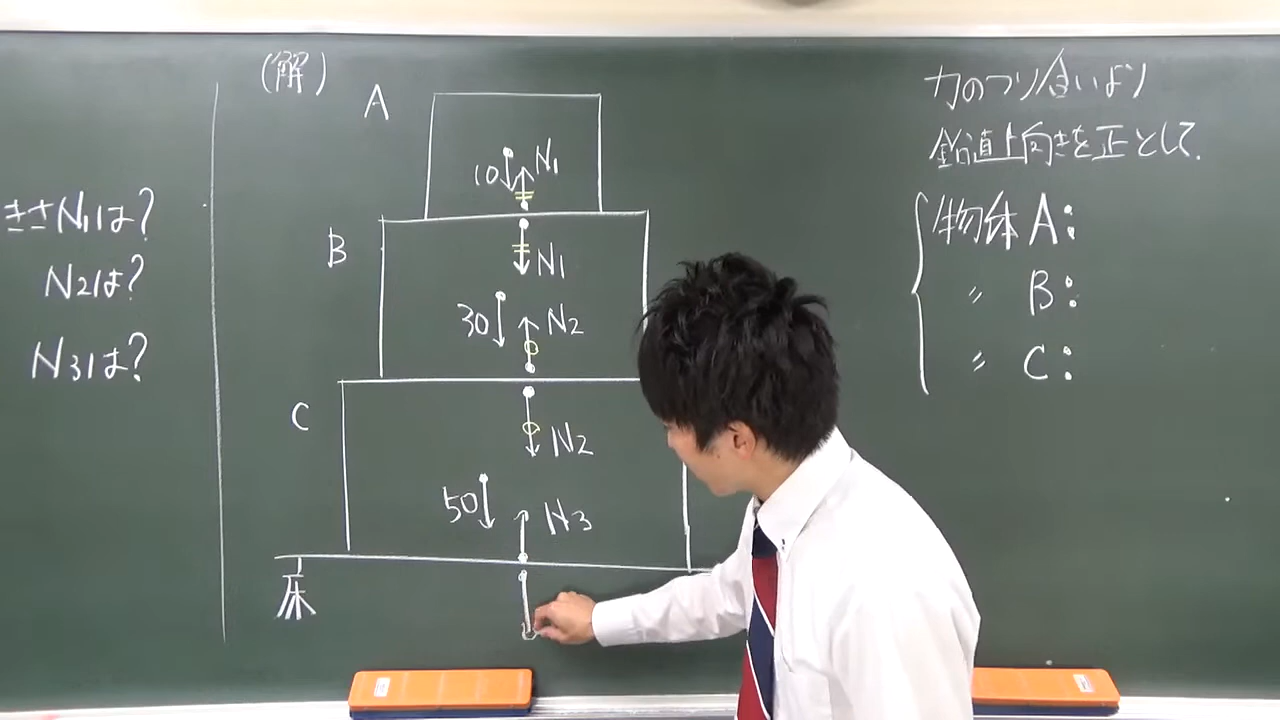 きさN1は?
N2は?
N3は?
(解)
A
10 N1
B
N1
30 N2
C
N2
50 N3
床
力のツリ合いより
鉛直上向きを正として.
物体A:
〃 B:
〃 C: